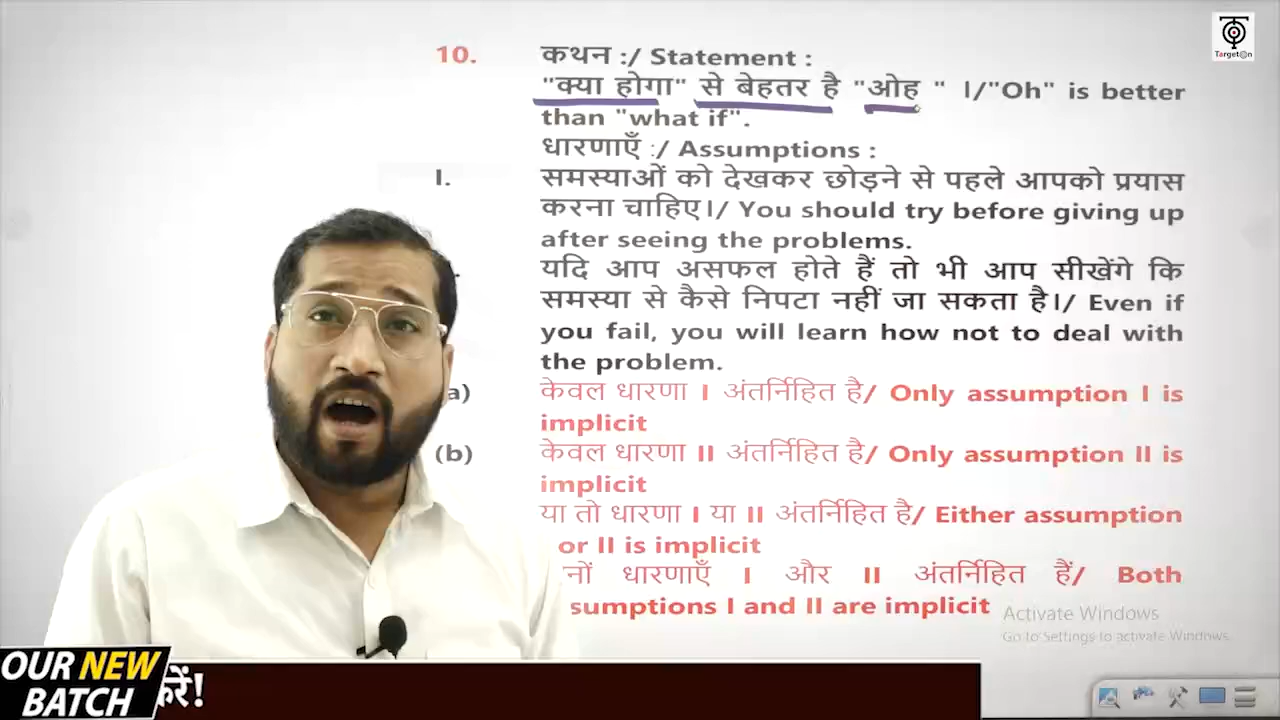 Target@n
10. कथन :/ Statement :
"क्या होगा" से बेहतर है "ओह " ।/"Oh" is better
than "what if".
धारणाएँ :/ Assumptions :
I. समस्याओं को देखकर छोड़ने से पहले आपको प्रयास
करना चाहिए।/ You should try before giving up
after seeing the problems.
यदि आप असफल होते हैं तो भी आप सीखेंगे कि
समस्या से कैसे निपटा नहीं जा सकता है।/ Even if
you fail, you will learn how not to deal with
the problem.
a) केवल धारणा I अंतर्निहित है/ Only assumption I is
implicit
(b) केवल धारणा II अंतर्निहित है/ Only assumption II is
implicit
या तो धारणा I या II अंतर्निहित है/ Either assumption
or II is implicit
नों धारणाएँ I और II अंतर्निहित हैं/ Both
sumptions I and II are implicit
Activate Windows
Go to Settings to activate Windows.
OUR NEW
BATCH
रें!